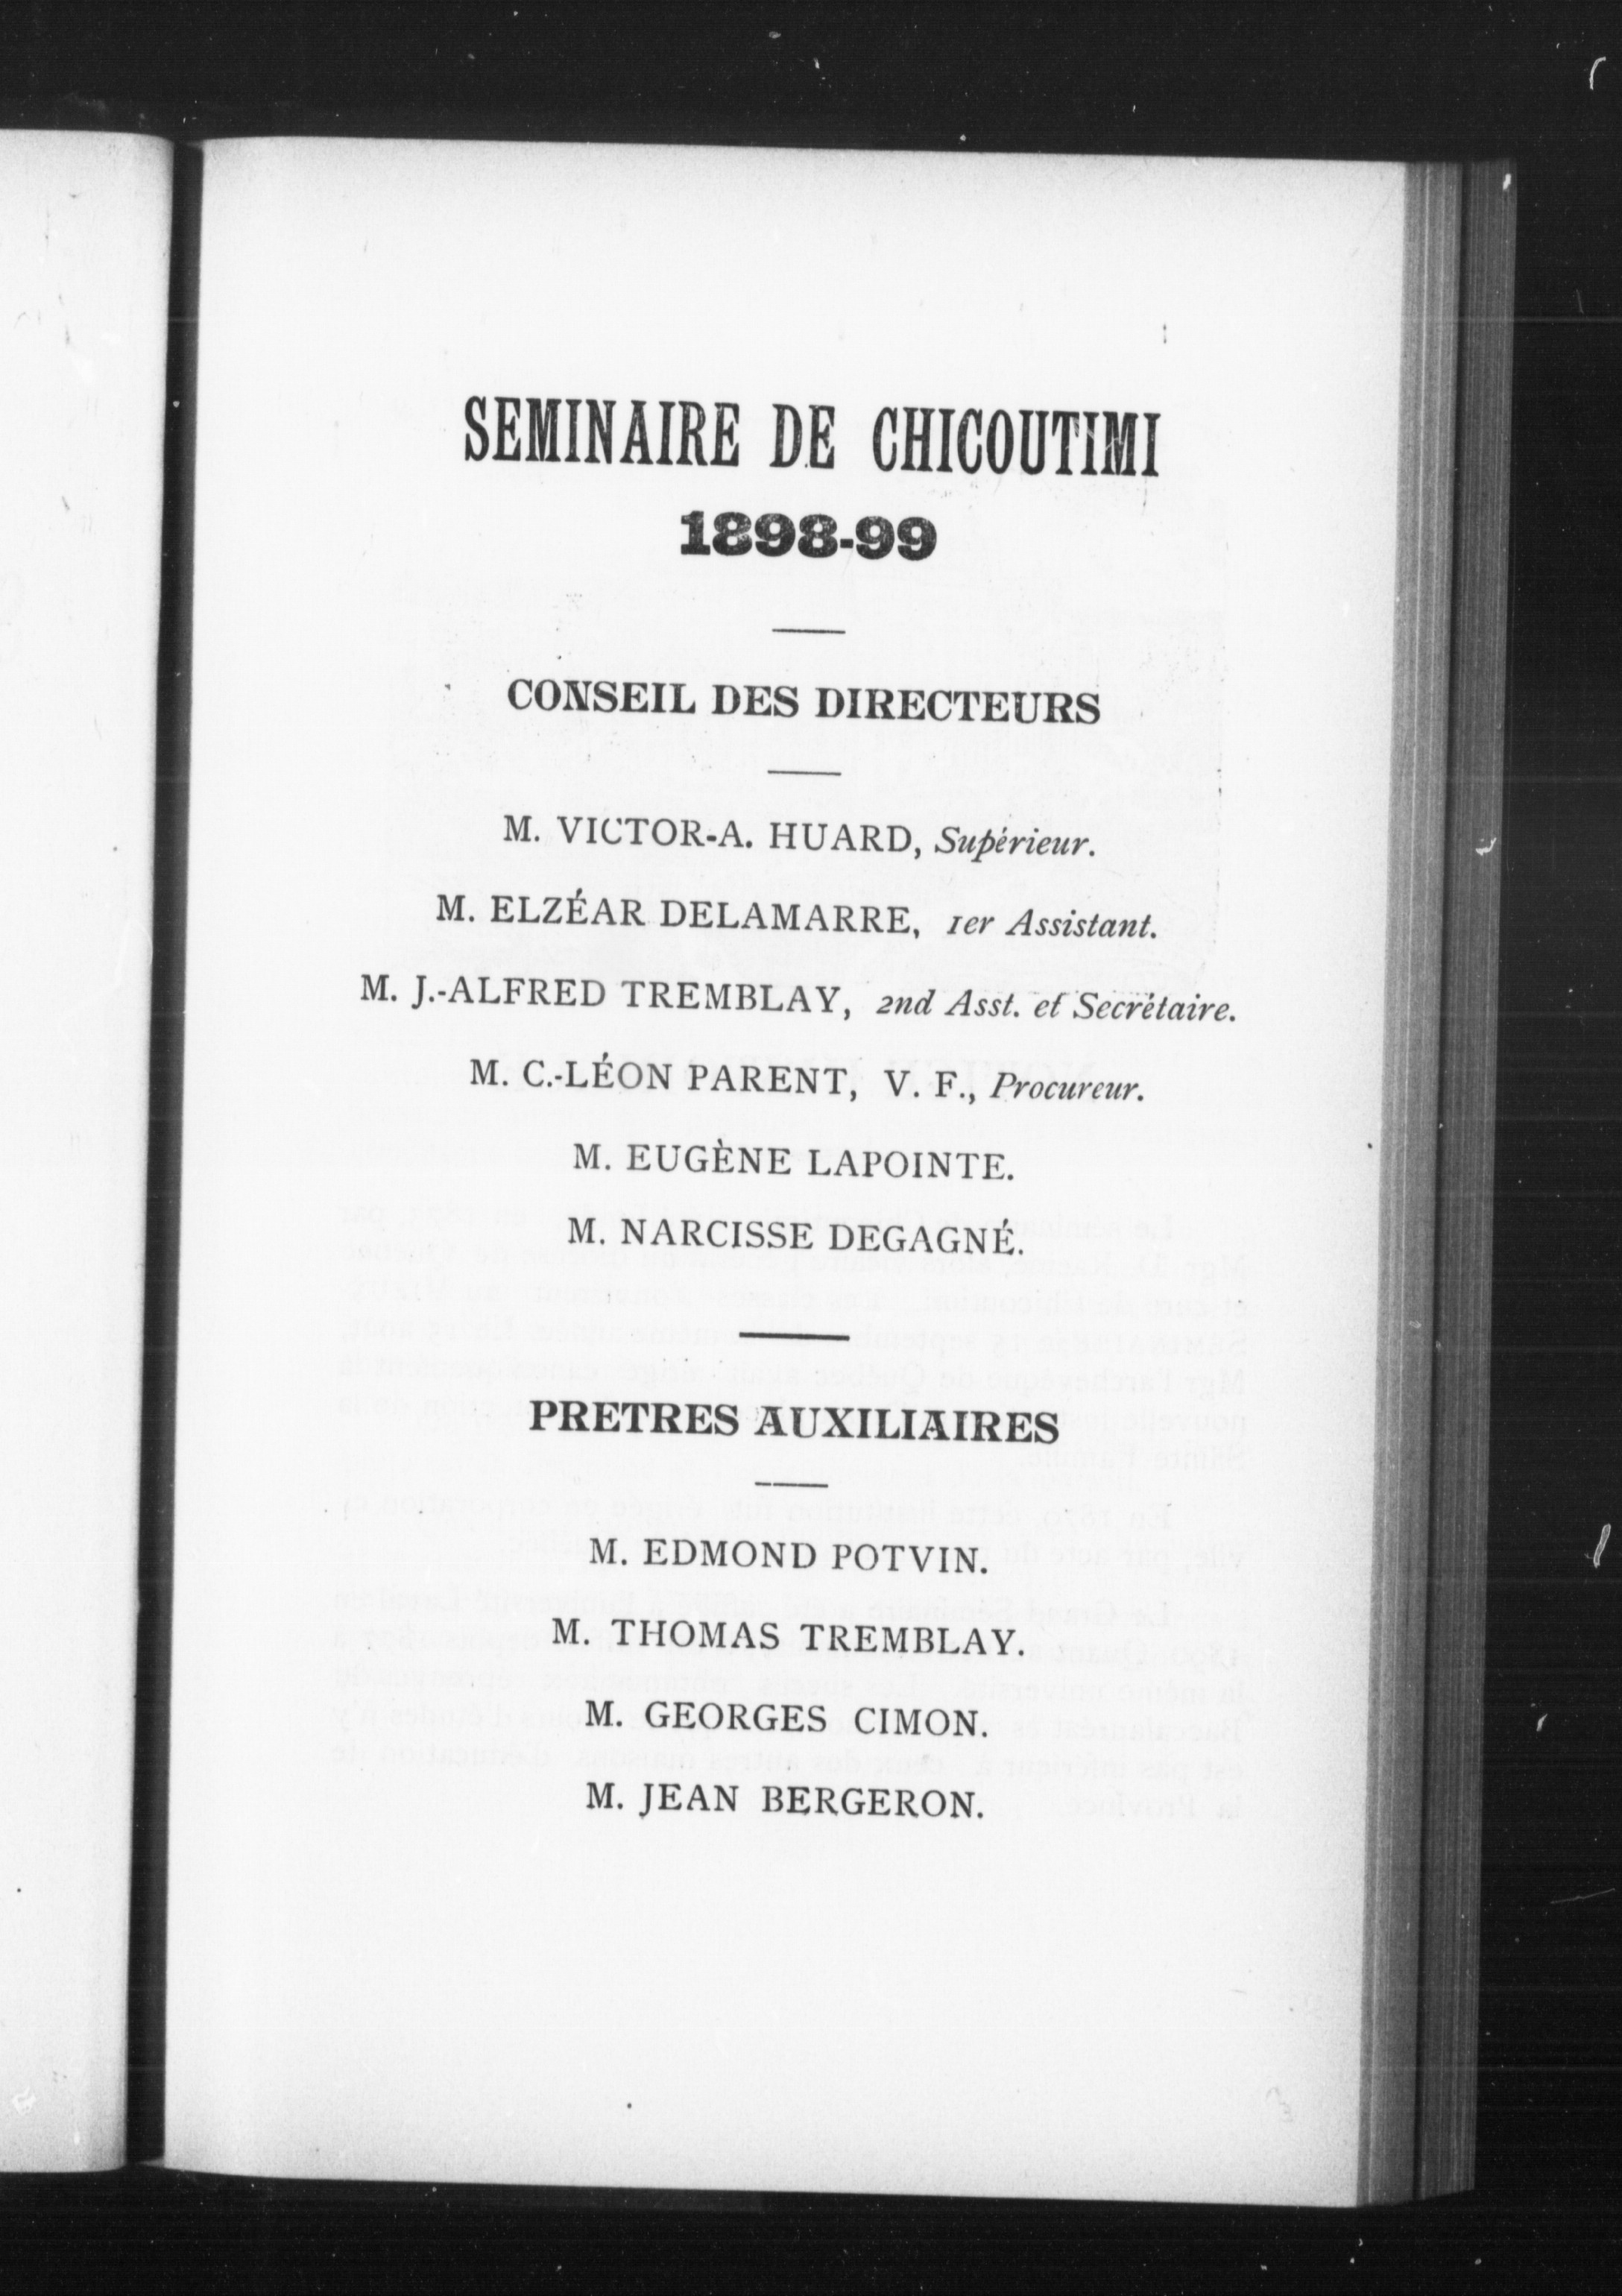 SEMINAIRE DE CHICOUTIMI
1898-99
CONSEIL DES DIRECTEURS
M. VICTOR-A. HUARD, Supérieur.
M. ELZÉAR DELAMARRE, 1er Assistant.
M. J.-ALFRED TREMBLAY, 2nd Asst. et Secrétaire.
M. C.-LÉON PARENT, V. F., Procureur.
M. EUGÈNE LAPOINTE.
M. NARCISSE DEGAGNÉ.
PRETRES AUXILIAIRES
M. EDMOND POTVIN.
M. THOMAS TREMBLAY.
M. GEORGES CIMON.
M. JEAN BERGERON.